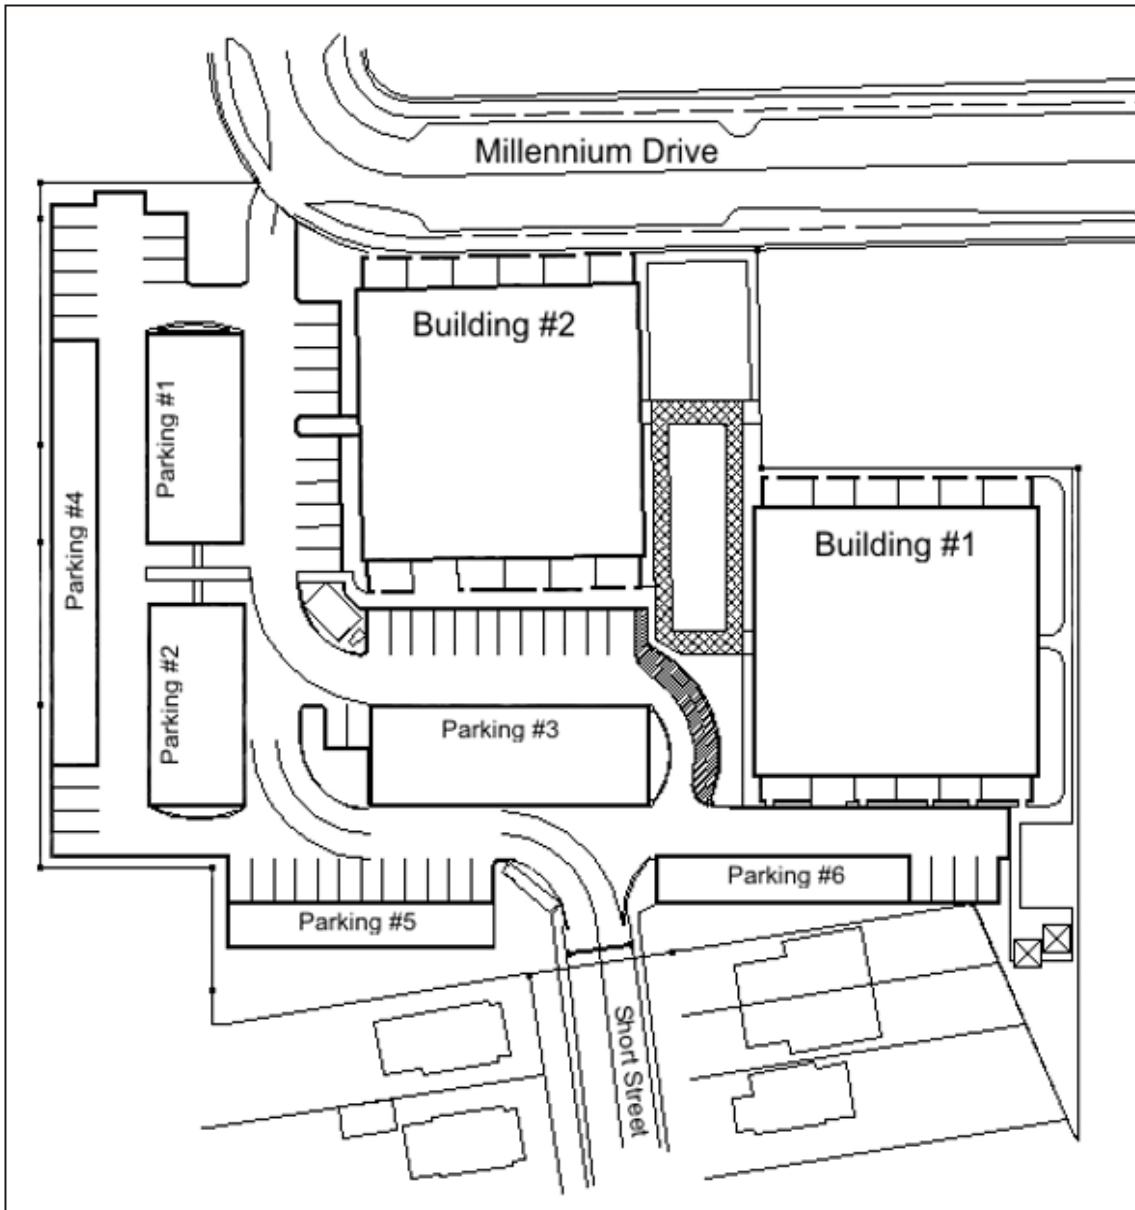 Millennium Drive
Building #2
Parking #1
Parking #4
Building #1
Parking #2
Parking #3
Parking #6
Parking #5
Short Street